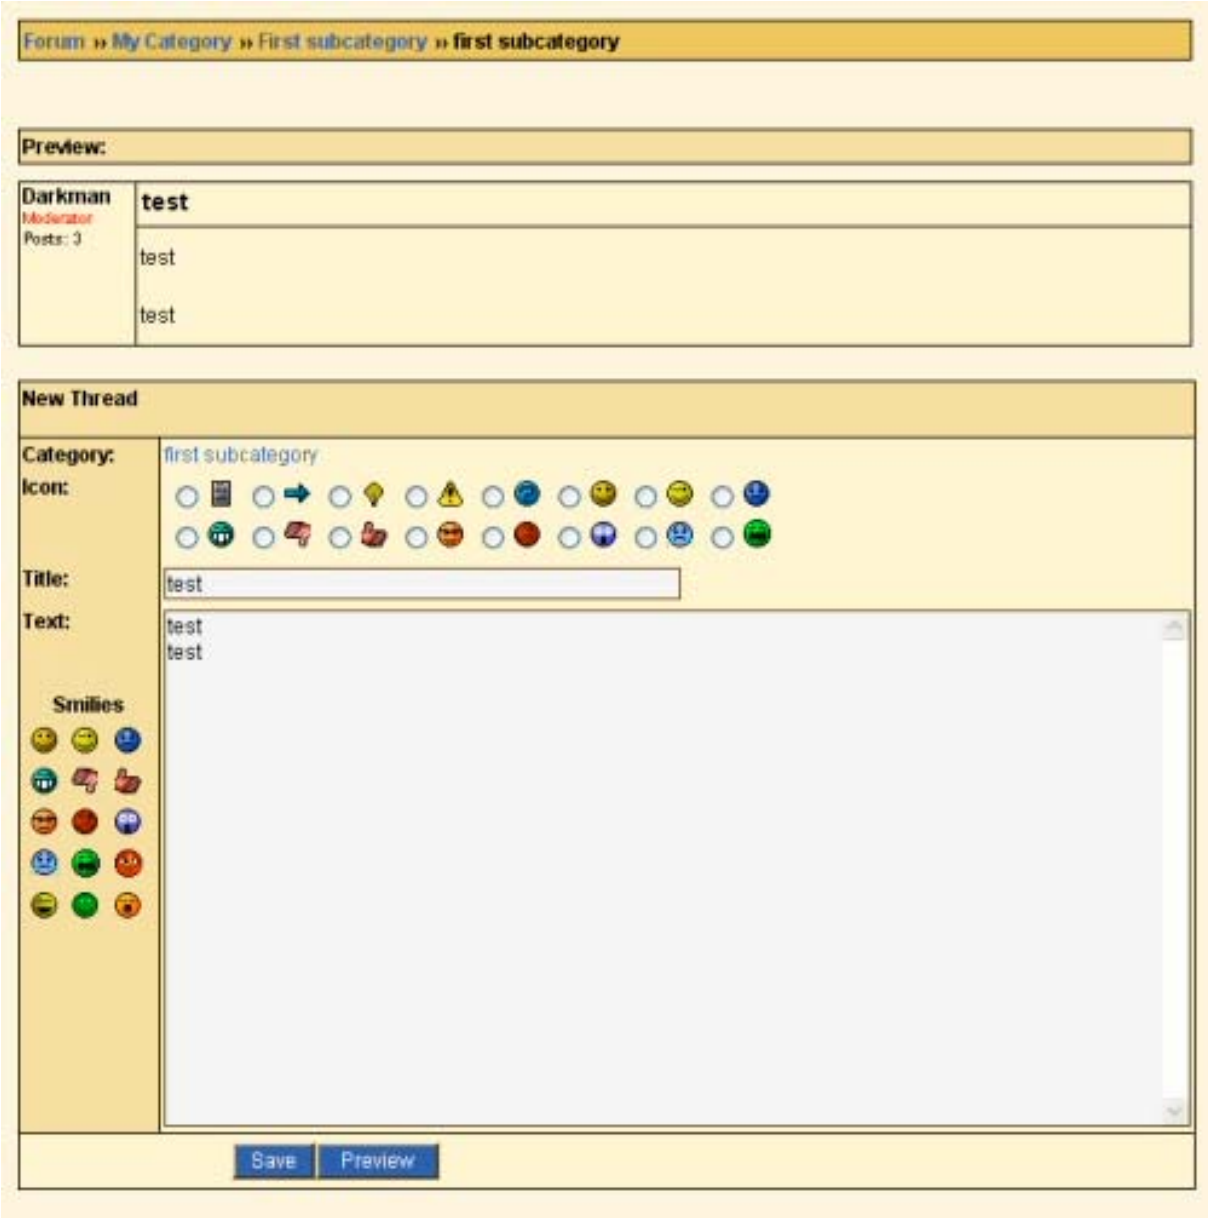 Forum » My Category » First subcategory » first subcategory
Preview:
Darkman
Moderator
Posts: 3
test
test
test
New Thread
Category: first subcategory
Icon:
Title: test
Text: test
test
Smilies
Save Preview